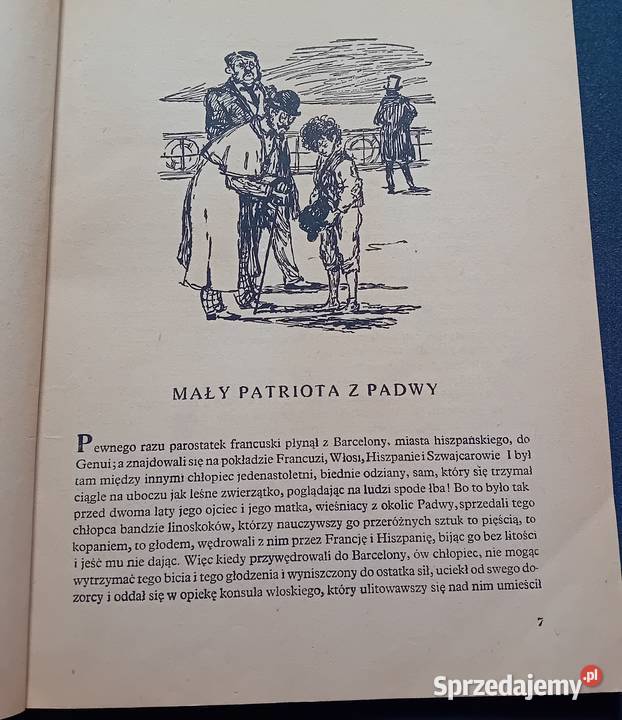 MAŁY PATRIOTA Z PADWY
Pewnego razu parostatek francuski płynął z Barcelony, miasta hiszpańskiego, do
Genui; a znajdowali się na pokładzie Francuzi, Włosi, Hiszpanie i Szwajcarowie I był
tam między innymi chłopiec jedenastoletni, biednie odziany, sam, który się trzymał
ciągle na uboczu jak leśne zwierzątko, poglądając na ludzi spode łba! Bo to było tak
przed dwoma laty jego ojciec i jego matka, wieśniacy z okolic Padwy, sprzedali tego
chłopca bandzie linoskoków, którzy nauczywszy go przeróżnych sztuk to pięścią, to
kopaniem, to głodem, wędrowali z nim przez Francję i Hiszpanię, bijąc go bez litości
i jeść mu nie dając. Więc kiedy przywędrowali do Barcelony, ów chłopiec, nie mogąc
wytrzymać tego bicia i tego głodzenia i wyniszczony do ostatka sił, uciekł od swego do-
zorcy i oddał się w opiekę konsula włoskiego, który ulitowawszy się nad nim umieścił
7
Sprzedajemy.pl